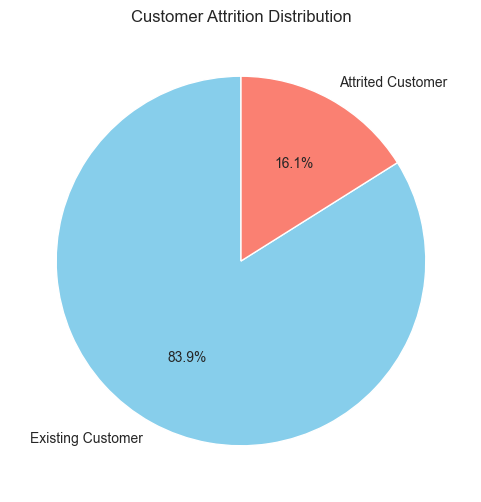 Customer Attrition Distribution
Attrited Customer
16.1%
83.9%
Existing Customer